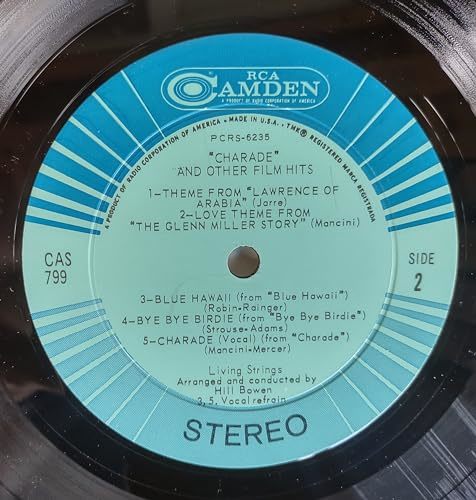 RCA
CAMDEN
A PRODUCT OF RADIO CORPORATION OF AMERICA
A PRODUCT OF RADIO CORPORATION OF AMERICA • MADE IN U.S.A. • TMK ® REGISTERED MARCA REGISTRADA
PCRS-6235
"CHARADE"
AND OTHER FILM HITS
1—THEME FROM "LAWRENCE OF
ARABIA" (Jarre)
2—LOVE THEME FROM
"THE GLENN MILLER STORY" (Mancini)
CAS
799
SIDE
2
3—BLUE HAWAII (from "Blue Hawaii")
(Robin-Rainger)
4—BYE BYE BIRDIE (from "Bye Bye Birdie")
(Strouse-Adams)
5—CHARADE (Vocal) (from "Charade")
(Mancini-Mercer)
Living Strings
Arranged and conducted by
Hill Bowen
3, 5, Vocal refrain
STEREO